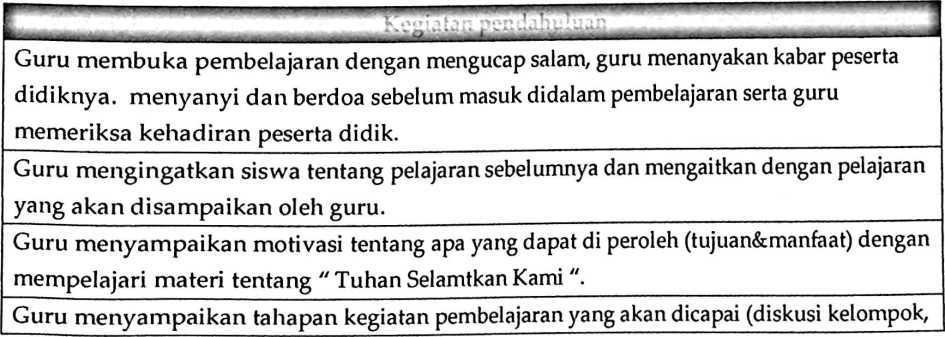 Kegiatan pendahuluan
Guru membuka pembelajaran dengan mengucap salam, guru menanyakan kabar peserta
didiknya. menyanyi dan berdoa sebelum masuk didalam pembelajaran serta guru
memeriksa kehadiran peserta didik.
Guru mengingatkan siswa tentang pelajaran sebelumnya dan mengaitkan dengan pelajaran
yang akan disampaikan oleh guru.
Guru menyampaikan motivasi tentang apa yang dapat di peroleh (tujuan&manfaat) dengan
mempelajari materi tentang " Tuhan Selamtkan Kami ".
Guru menyampaikan tahapan kegiatan pembelajaran yang akan dicapai (diskusi kelompok,